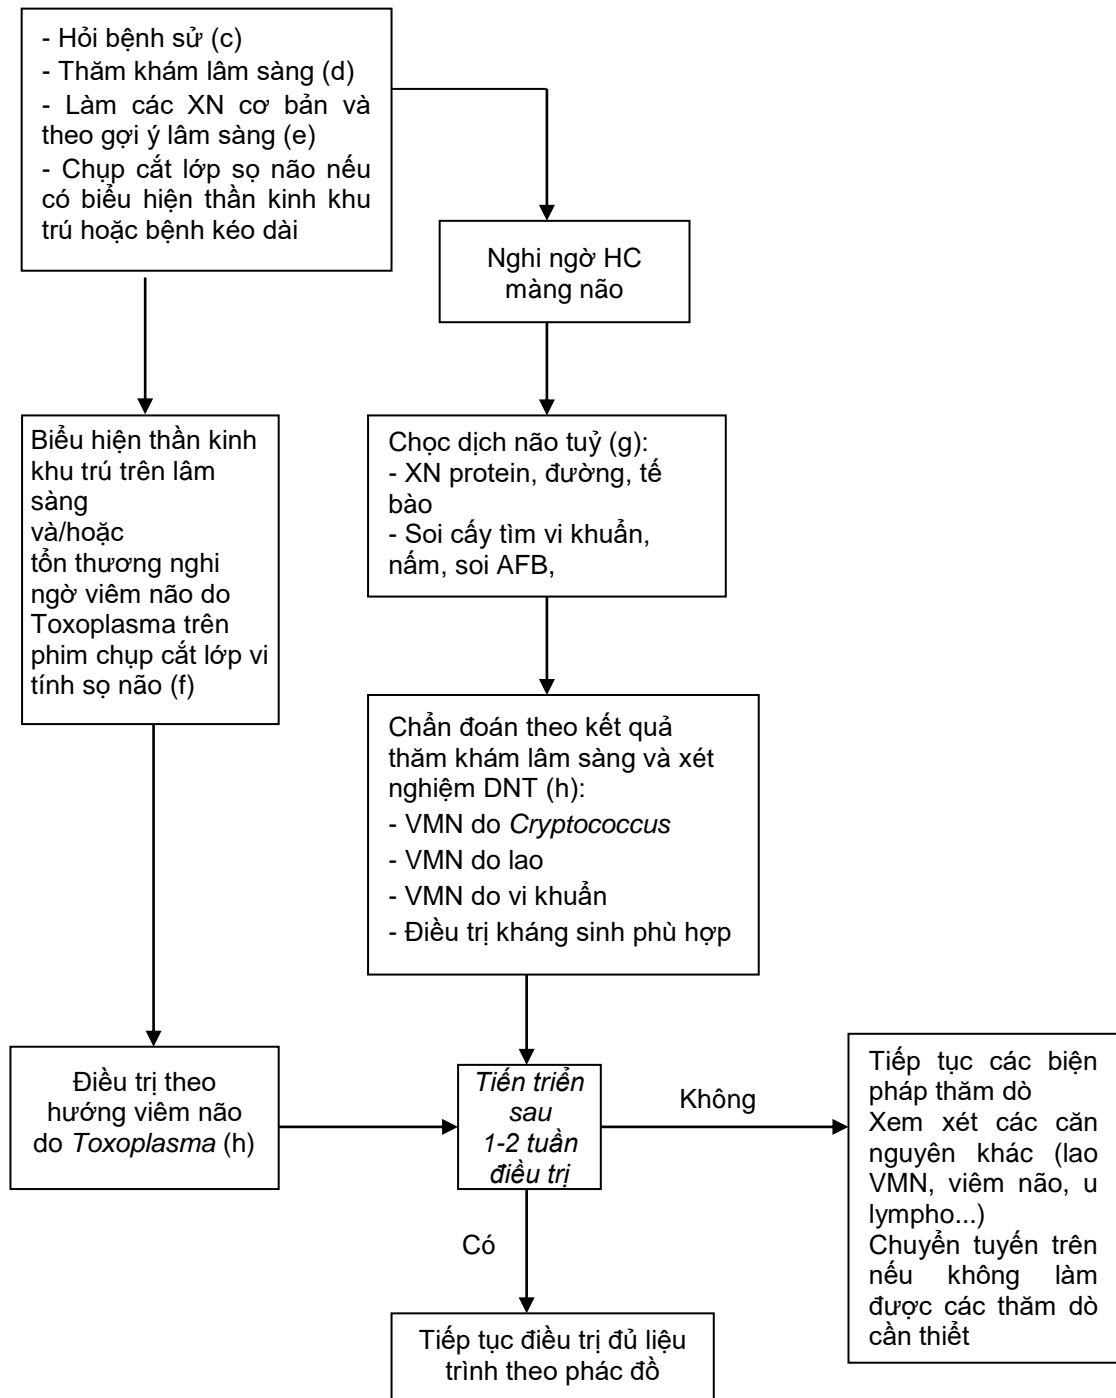 - Hỏi bệnh sử (c)
- Thăm khám lâm sàng (d)
- Làm các XN cơ bản và
theo gợi ý lâm sàng (e)
- Chụp cắt lớp sọ não nếu
có biểu hiện thần kinh khu
trú hoặc bệnh kéo dài
Nghi ngờ HC
màng não
Biểu hiện thần kinh
khu trú trên lâm
sàng
và/hoặc
tổn thương nghi
ngờ viêm não do
Toxoplasma trên
phim chụp cắt lớp vi
tính sọ não (f)
Chọc dịch não tuỷ (g):
- XN protein, đường, tế
bào
- Soi cấy tìm vi khuẩn,
nấm, soi AFB,
Chẩn đoán theo kết quả
thăm khám lâm sàng và xét
nghiệm DNT (h):
- VMN do Cryptococcus
- VMN do lao
- VMN do vi khuẩn
- Điều trị kháng sinh phù hợp
Điều trị theo
hướng viêm não
do Toxoplasma (h)
Tiến triển
sau
1-2 tuần
điều trị
Không
Tiếp tục các biện
pháp thăm dò
Xem xét các căn
nguyên khác (lao
VMN, viêm não, u
lympho...)
Chuyển tuyến trên
nếu không làm
được các thăm dò
cần thiết
Có
Tiếp tục điều trị đủ liệu
trình theo phác đồ